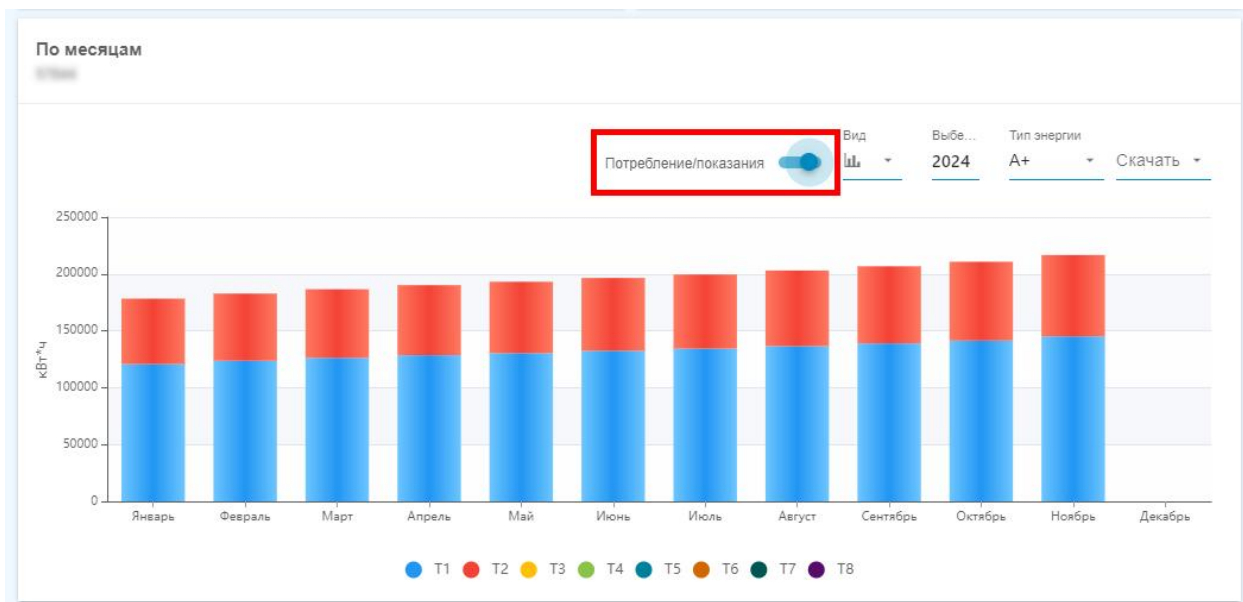 По месяцам
Потребление/показания
Вид
Выбе...
2024
Тип энергии
A+
Скачать
250000
200000
150000
100000
50000
0
кВт*ч
Январь Февраль Март Апрель Май Июнь Июль Август Сентябрь Октябрь Ноябрь Декабрь
T1 T2 T3 T4 T5 T6 T7 T8